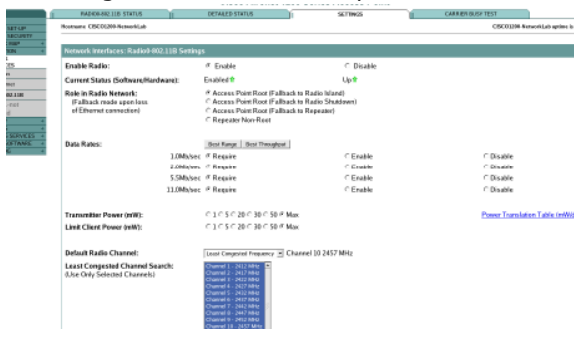 RADIO0-802.11B STATUS
DETAILED STATUS
SETTINGS
CARRIER BUSY TEST
Hostname CISCO1200-NetworkLab
CISCO1200-NetworkLab uptime is
SET-UP
SECURITY
Network Interfaces: Radio0-802.11B Settings
Enable Radio: Enable Disable
Current Status (Software/Hardware): Enabled Up
Role in Radio Network: Access Point Root (Fallback to Radio Island)
(Fallback mode upon loss Access Point Root (Fallback to Radio Shutdown)
of Ethernet connection) Access Point Root (Fallback to Repeater)
Repeater Non-Root
SERVICES
Data Rates: Best Range Best Throughput
1.0Mb/sec Require Enable Disable
Require Enable Disable
5.5Mb/sec Require Enable Disable
11.0Mb/sec Require Enable Disable
Transmitter Power (mW): 1 5 20 30 50 Max Power Translation Table (mW/d
Limit Client Power (mW): 1 5 20 30 50 Max
Default Radio Channel: Least Congested Frequency Channel 10 2457 MHz
Least Congested Channel Search:
(Use Only Selected Channels)
Channel 1 - 2412 MHz
Channel 2 - 2417 MHz
Channel 3 - 2422 MHz
Channel 4 - 2427 MHz
Channel 5 - 2432 MHz
Channel 6 - 2437 MHz
Channel 7 - 2442 MHz
Channel 8 - 2447 MHz
Channel 9 - 2452 MHz
Channel 10 - 2457 MHz